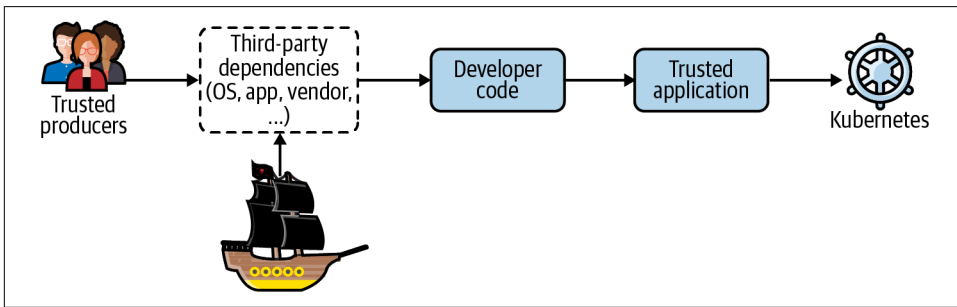 Trusted
producers
Third-party
dependencies
(OS, app, vendor,
...)
Developer
code
Trusted
application
Kubernetes